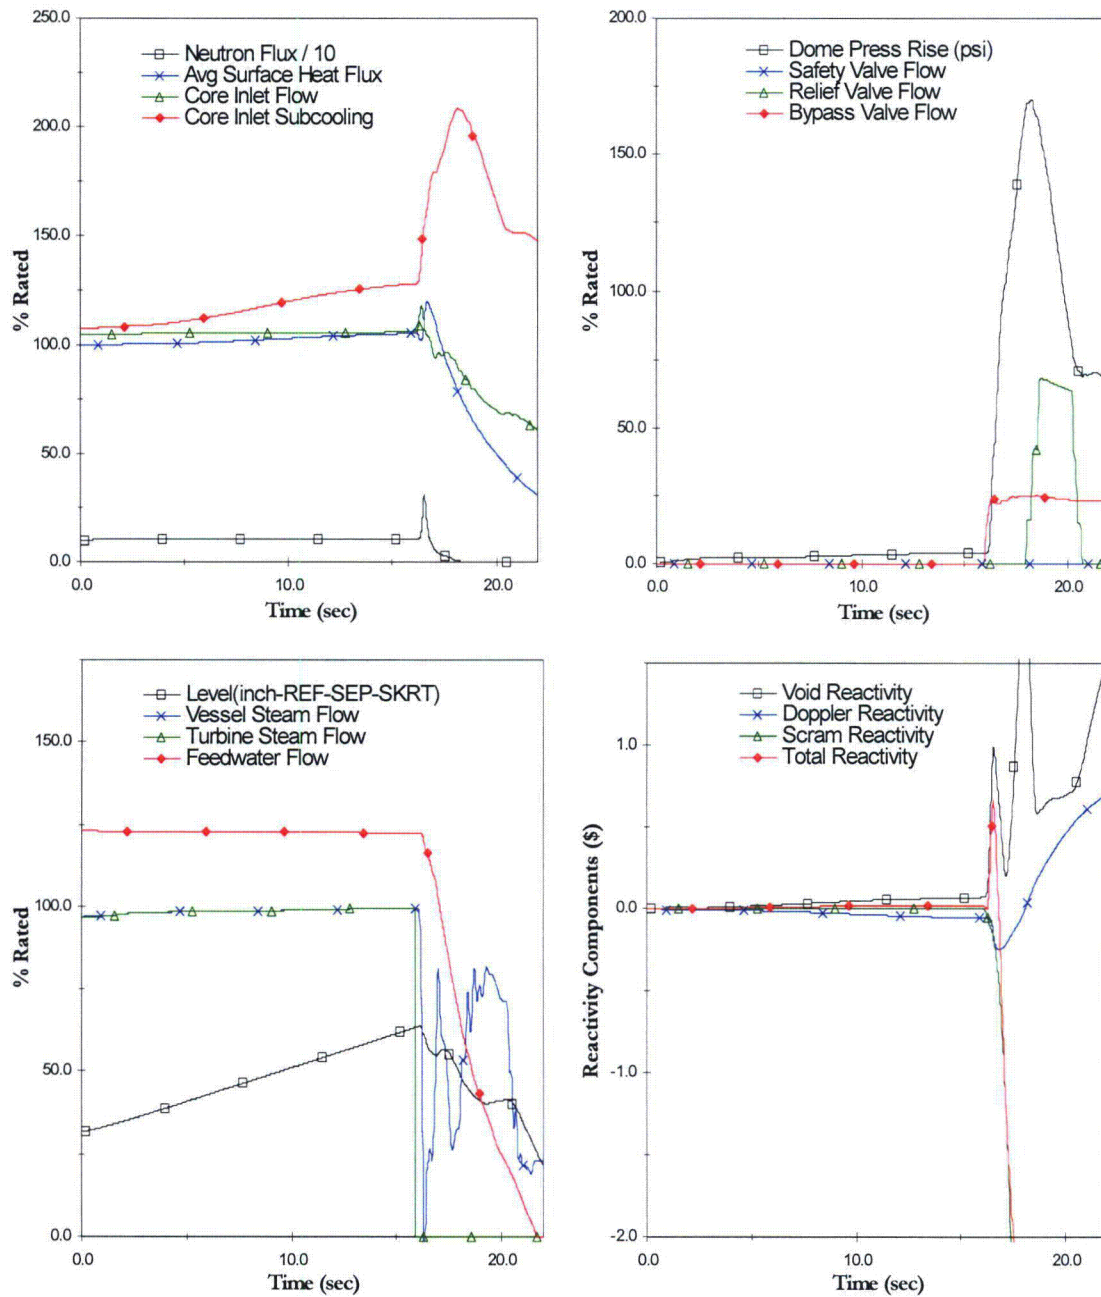 250.0
Neutron Flux / 10
Avg Surface Heat Flux
Core Inlet Flow
Core Inlet Subcooling
200.0
150.0
100.0
50.0
0.0
% Rated
0.0 10.0 20.0
Time (sec)
200.0
Dome Press Rise (psi)
Safety Valve Flow
Relief Valve Flow
Bypass Valve Flow
150.0
100.0
50.0
0.0
% Rated
0.0 10.0 20.0
Time (sec)
Level(inch-REF-SEP-SKRT)
Vessel Steam Flow
Turbine Steam Flow
Feedwater Flow
150.0
100.0
50.0
0.0
% Rated
0.0 10.0 20.0
Time (sec)
Void Reactivity
Doppler Reactivity
Scram Reactivity
Total Reactivity
1.0
0.0
-1.0
-2.0
Reactivity Components ($)
0.0 10.0 20.0
Time (sec)